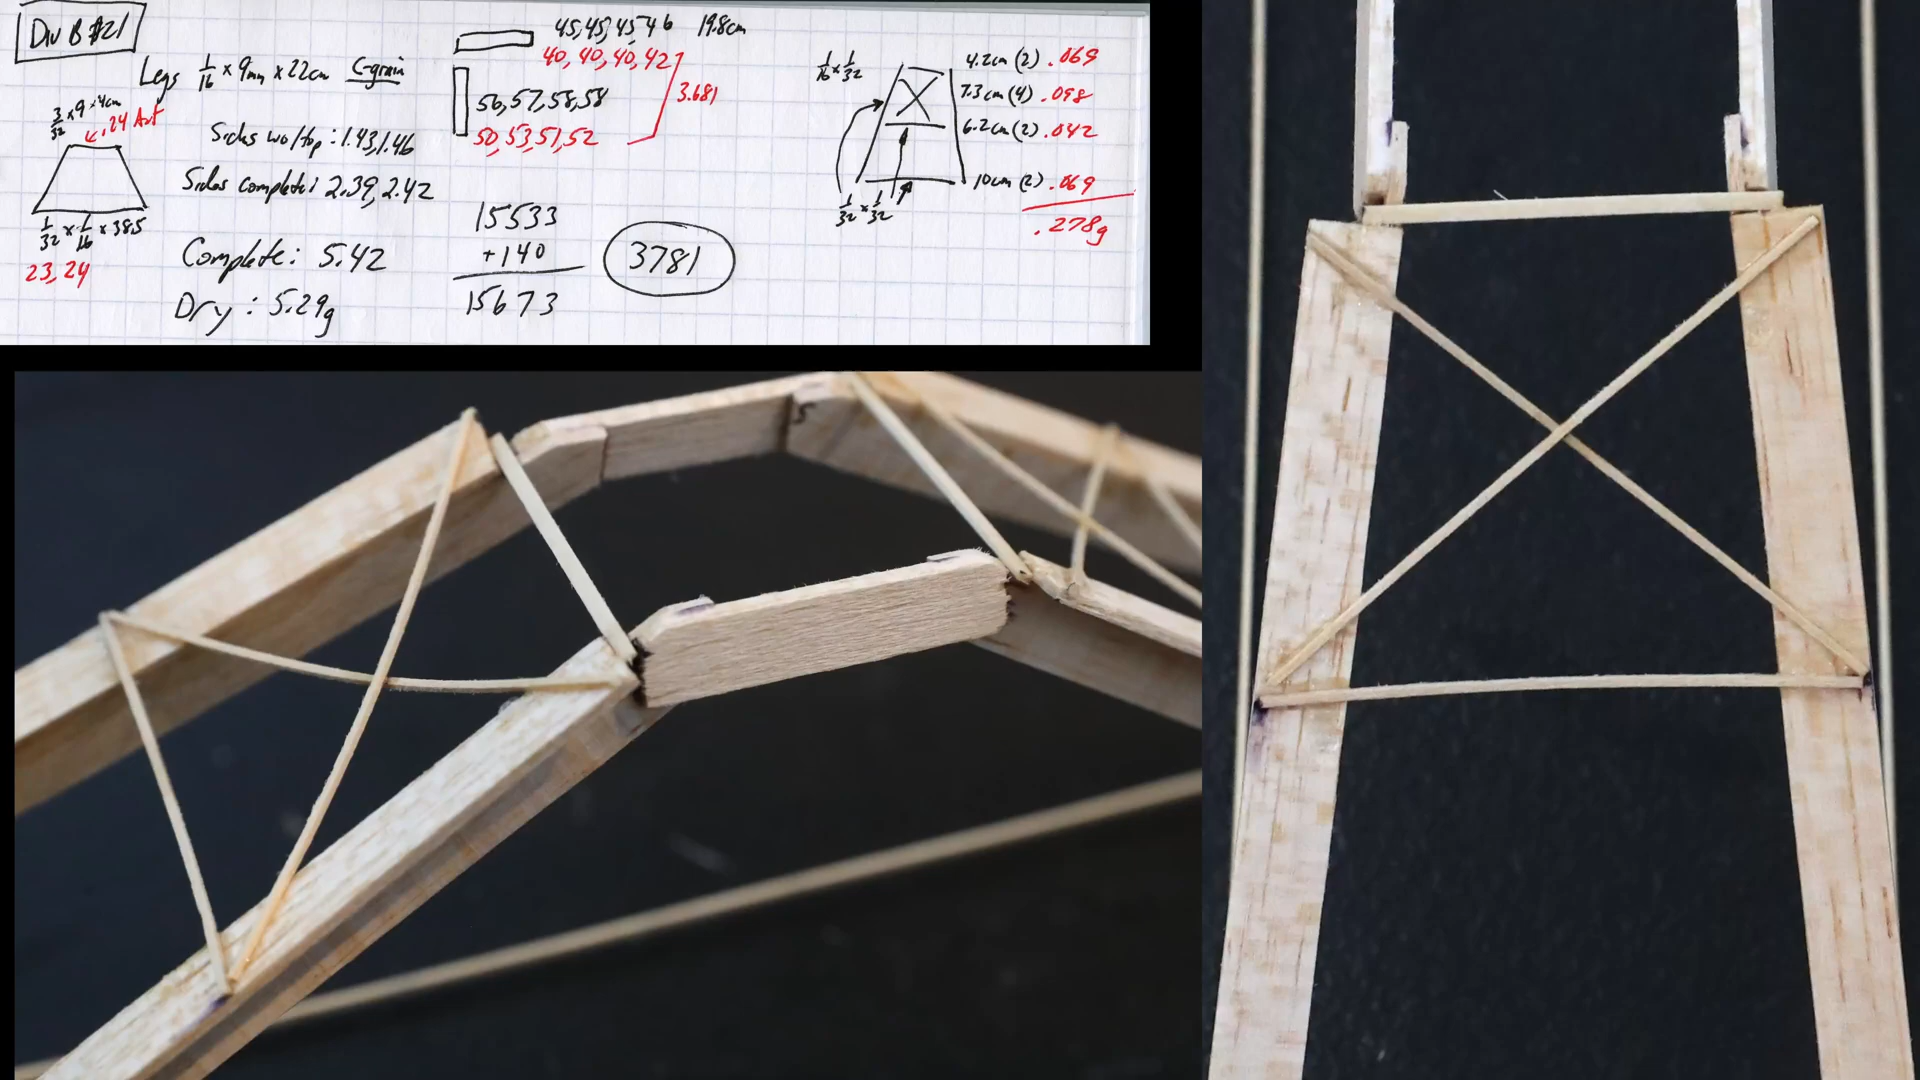 Div B #21
Legs 1/16 x 9mm x 22cm C-grain
3/32 x 9 x 4cm
.24
Sides wo/top: 1.43, 1.46
Sides complete: 2.39, 2.42
1/32 x 1/16 x 38.5
23, 24
Complete: 5.42
Dry: 5.29g
45, 45, 45, 46 19.8cm
40, 40, 40, 42
3.681
56, 57, 58, 58
50, 53, 51, 52
15533
+140
15673
3781
1/16 x 1/32
4.2cm (2) .069
7.3cm (4) .098
6.2cm (2) .042
10cm (2) .069
.278g
1/32 x 1/32